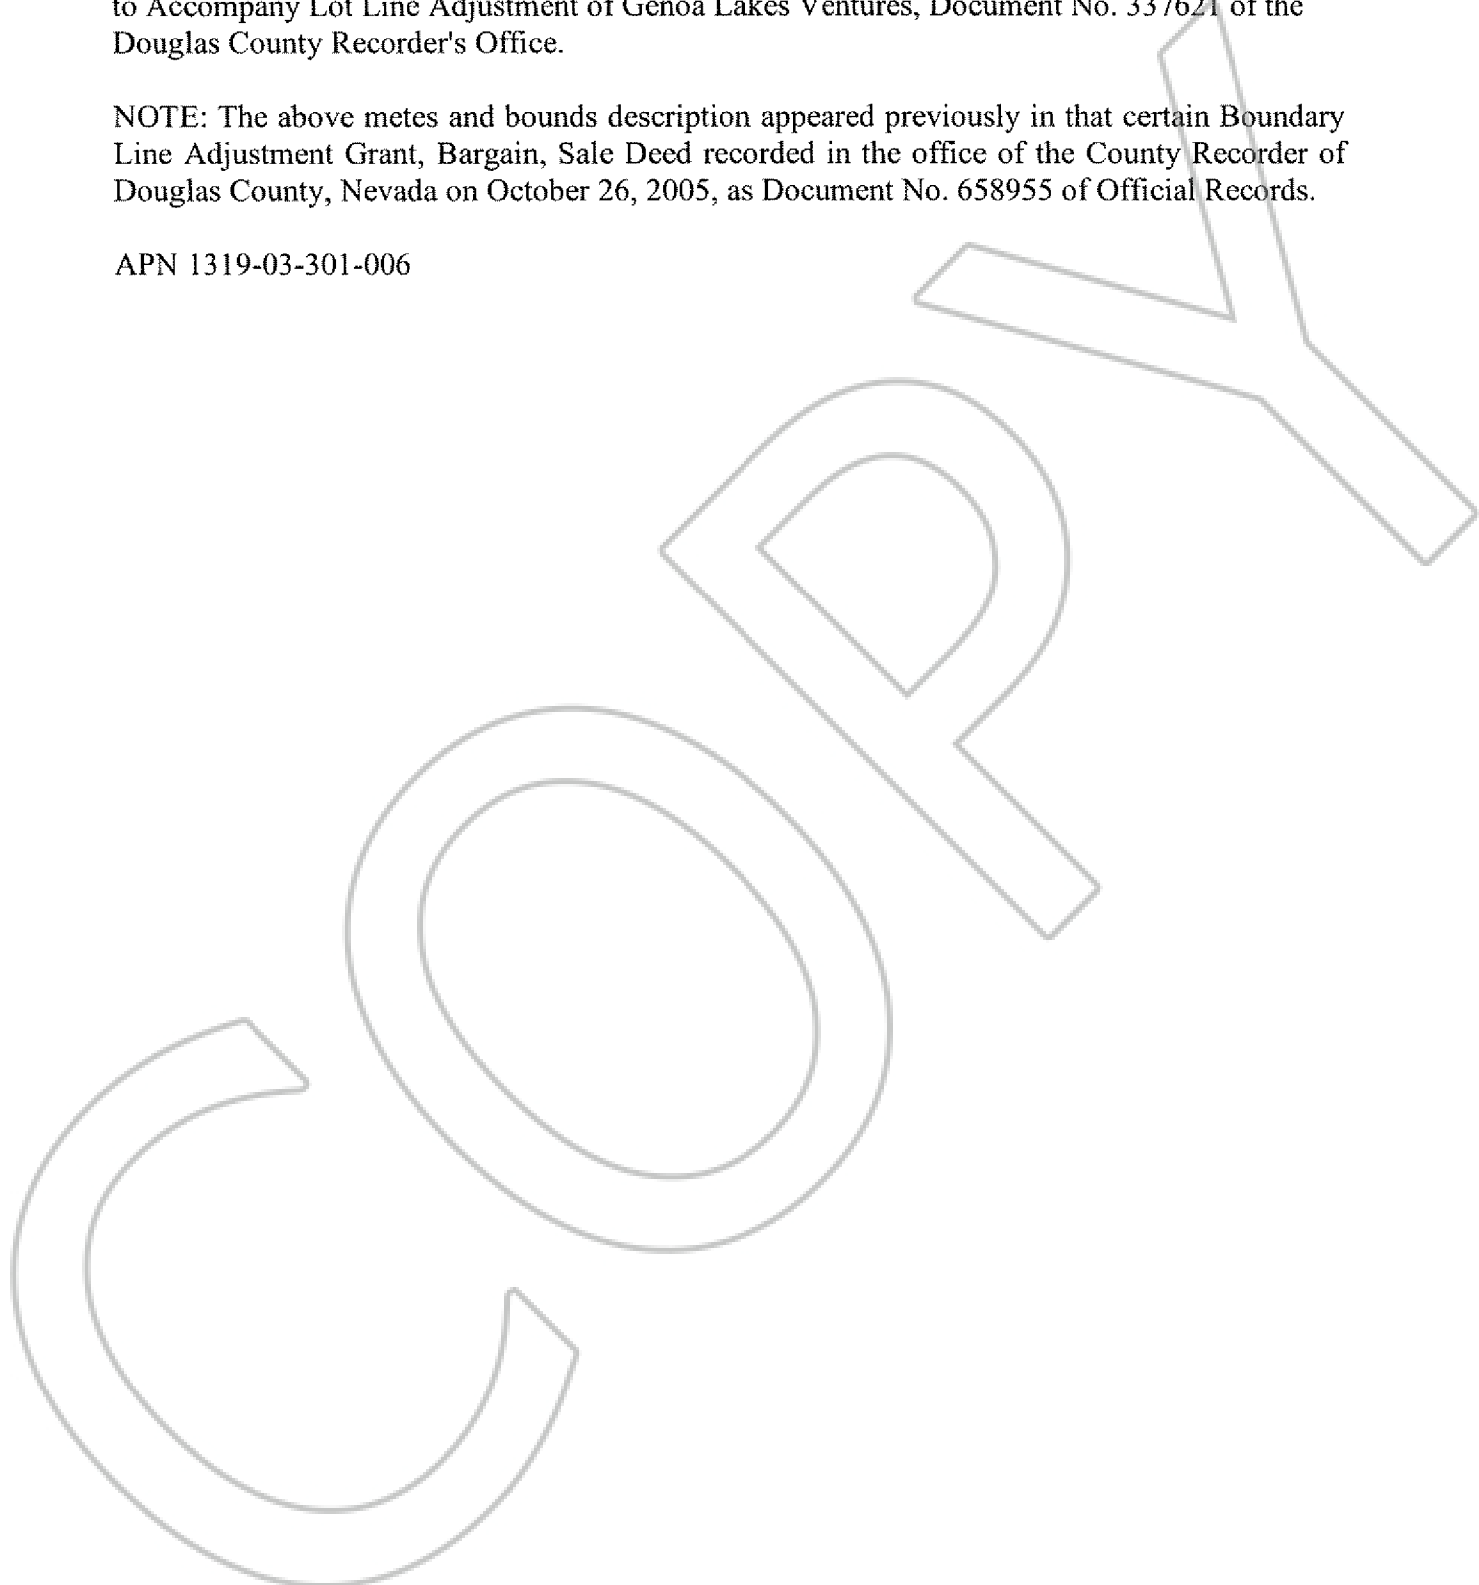 to Accompany Lot Line Adjustment of Genoa Lakes Ventures, Document No. 337621 of the
Douglas County Recorder's Office.
NOTE: The above metes and bounds description appeared previously in that certain Boundary
Line Adjustment Grant, Bargain, Sale Deed recorded in the office of the County Recorder of
Douglas County, Nevada on October 26, 2005, as Document No. 658955 of Official Records.
APN 1319-03-301-006
COPY